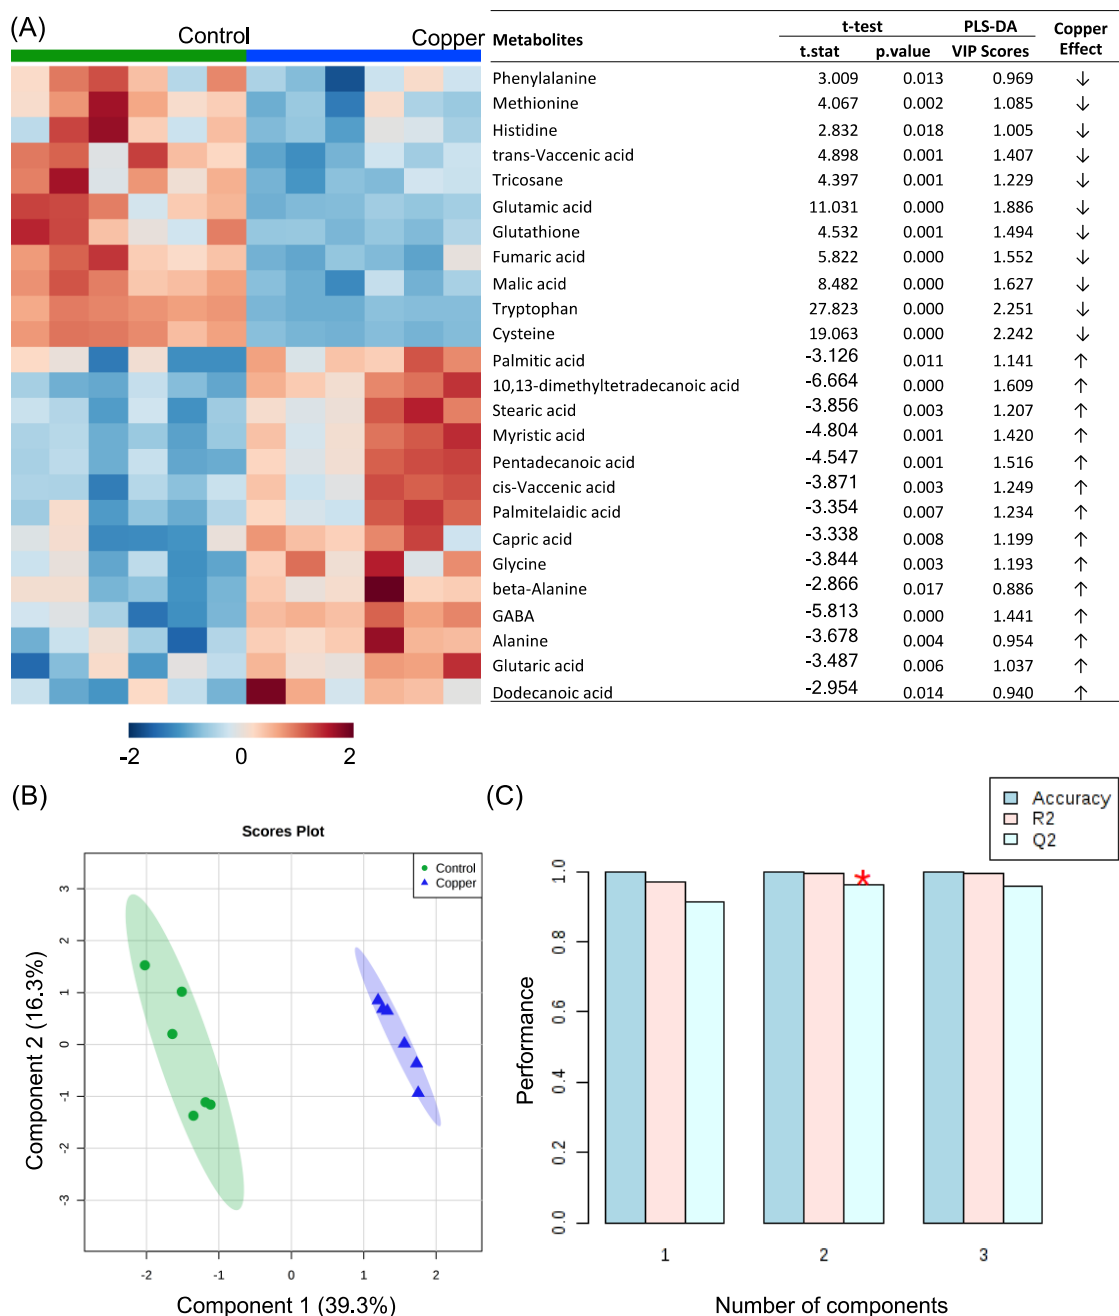 (A)
Control
Copper
-2 0 2
Metabolites t-test PLS-DA Copper Effect
t.stat p.value VIP Scores
Phenylalanine 3.009 0.013 0.969 ↓
Methionine 4.067 0.002 1.085 ↓
Histidine 2.832 0.018 1.005 ↓
trans-Vaccenic acid 4.898 0.001 1.407 ↓
Tricosane 4.397 0.001 1.229 ↓
Glutamic acid 11.031 0.000 1.886 ↓
Glutathione 4.532 0.001 1.494 ↓
Fumaric acid 5.822 0.000 1.552 ↓
Malic acid 8.482 0.000 1.627 ↓
Tryptophan 27.823 0.000 2.251 ↓
Cysteine 19.063 0.000 2.242 ↓
Palmitic acid -3.126 0.011 1.141 ↑
10,13-dimethyltetradecanoic acid -6.664 0.000 1.609 ↑
Stearic acid -3.856 0.003 1.207 ↑
Myristic acid -4.804 0.001 1.420 ↑
Pentadecanoic acid -4.547 0.001 1.516 ↑
cis-Vaccenic acid -3.871 0.003 1.249 ↑
Palmitelaidic acid -3.354 0.007 1.234 ↑
Capric acid -3.338 0.008 1.199 ↑
Glycine -3.844 0.003 1.193 ↑
beta-Alanine -2.866 0.017 0.886 ↑
GABA -5.813 0.000 1.441 ↑
Alanine -3.678 0.004 0.954 ↑
Glutaric acid -3.487 0.006 1.037 ↑
Dodecanoic acid -2.954 0.014 0.940 ↑
(B)
Scores Plot
Control
Copper
Component 2 (16.3%)
3
2
1
0
-1
-2
-3
-2 -1 0 1 2
Component 1 (39.3%)
(C)
Accuracy
R2
Q2
Performance
1.0
0.8
0.6
0.4
0.2
0.0
*
1 2 3
Number of components